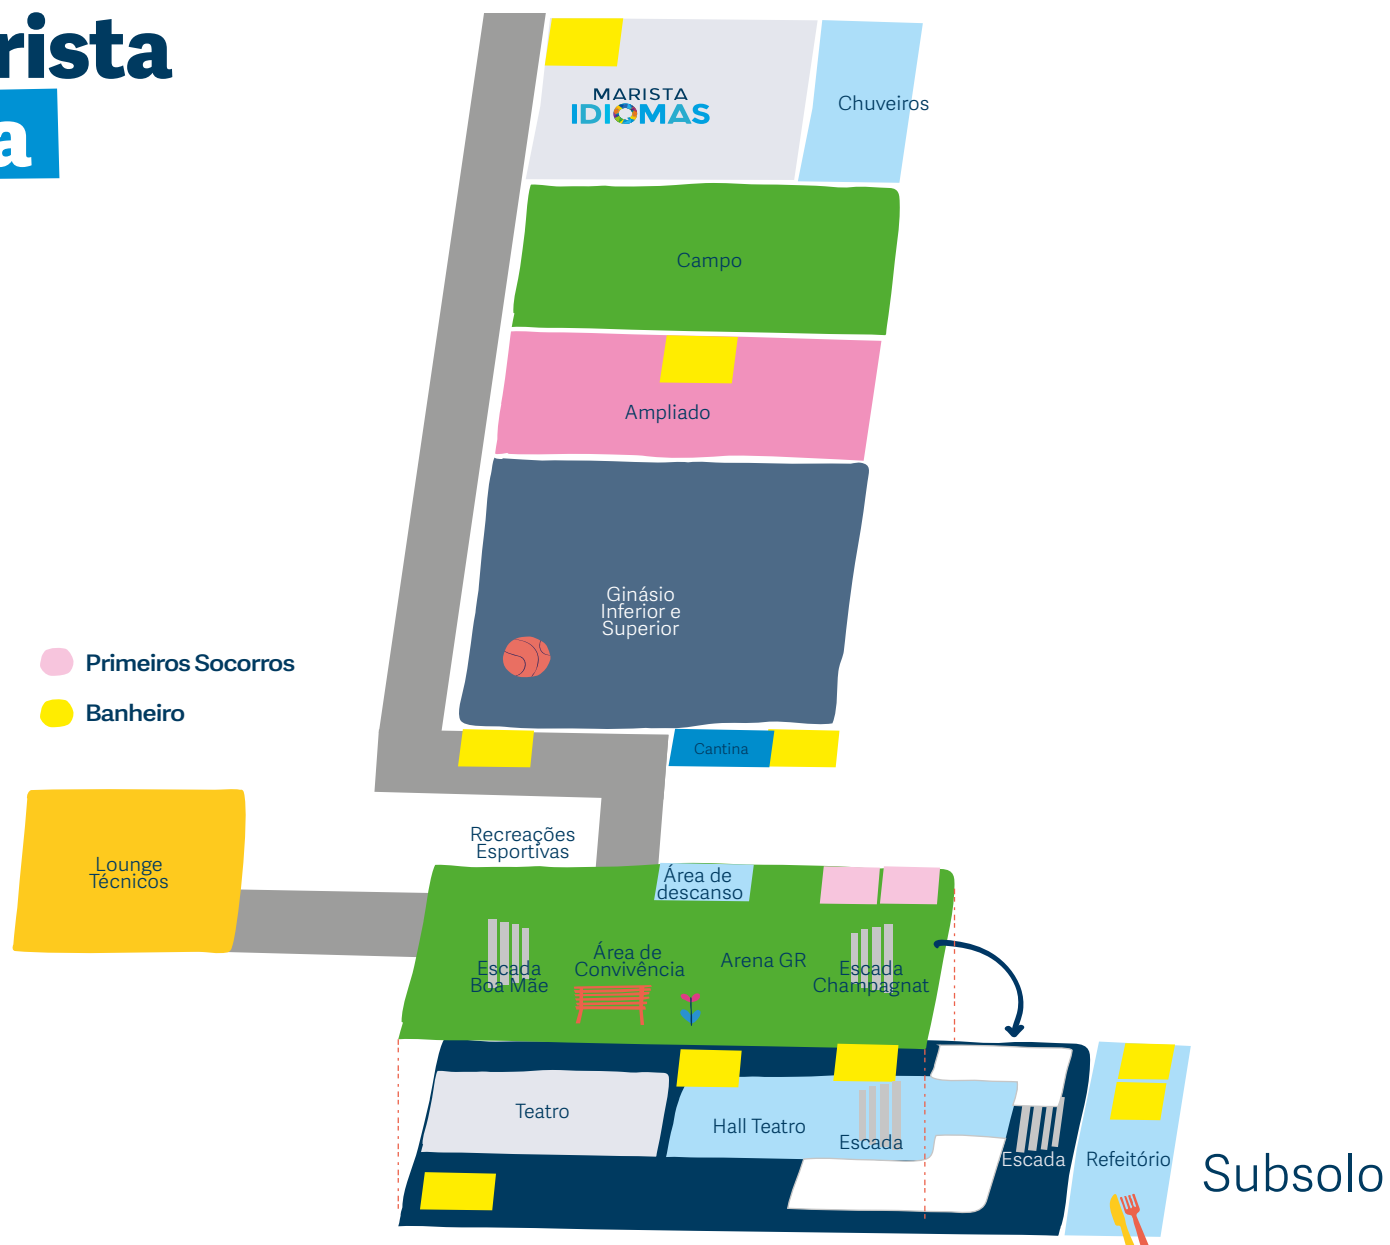 rista
a
MARISTA
IDIOMAS
Chuveiros
Campo
Ampliado
Ginásio
Inferior e
Superior
Primeiros Socorros
Banheiro
Cantina
Recreações
Esportivas
Lounge
Técnicos
Área de
descanso
Escada
Boa Mãe
Área de
Convivência
Arena GR
Escada
Champagnat
Teatro
Hall Teatro
Escada
Escada
Refeitório
Subsolo